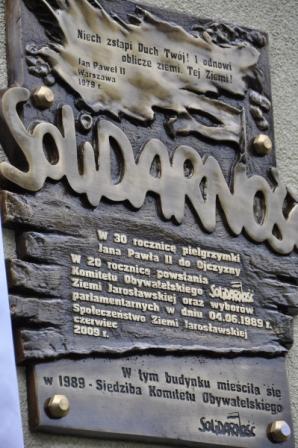 Niech zstąpi Duch Twój! I odnowi
oblicze ziemi. Tej Ziemi!
Jan Paweł II
Warszawa
1979 r.
SOLIDARNOŚĆ
W 30 rocznicę pielgrzymki
Jana Pawła II do Ojczyzny
W 20 rocznicę powstania
Komitetu Obywatelskiego SOLIDARNOŚĆ
Ziemi Jarosławskiej oraz wyborów
parlamentarnych w dniu 04.06.1989 r.
Społeczeństwo Ziemi Jarosławskiej
czerwiec
2009 r.
W tym budynku mieściła się
w 1989 - Siedziba Komitetu Obywatelskiego
SOLIDARNOŚĆ